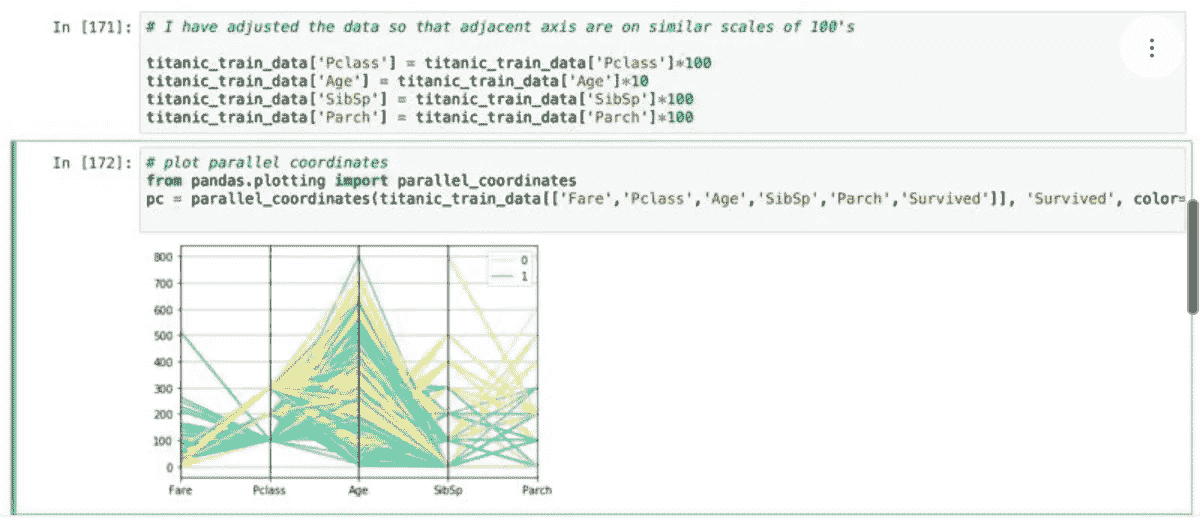 In [171]: # I have adjusted the data so that adjacent axis are on similar scales of 100's
titanic_train_data['Pclass'] = titanic_train_data['Pclass']*100
titanic_train_data['Age'] = titanic_train_data['Age']*10
titanic_train_data['SibSp'] = titanic_train_data['SibSp']*100
titanic_train_data['Parch'] = titanic_train_data['Parch']*100
In [172]: # plot parallel coordinates
from pandas.plotting import parallel_coordinates
pc = parallel_coordinates(titanic_train_data[['Fare','Pclass','Age','SibSp','Parch','Survived']], 'Survived', color=
800
700
600
500
400
300
200
100
0
0
1
Fare Pclass Age SibSp Parch